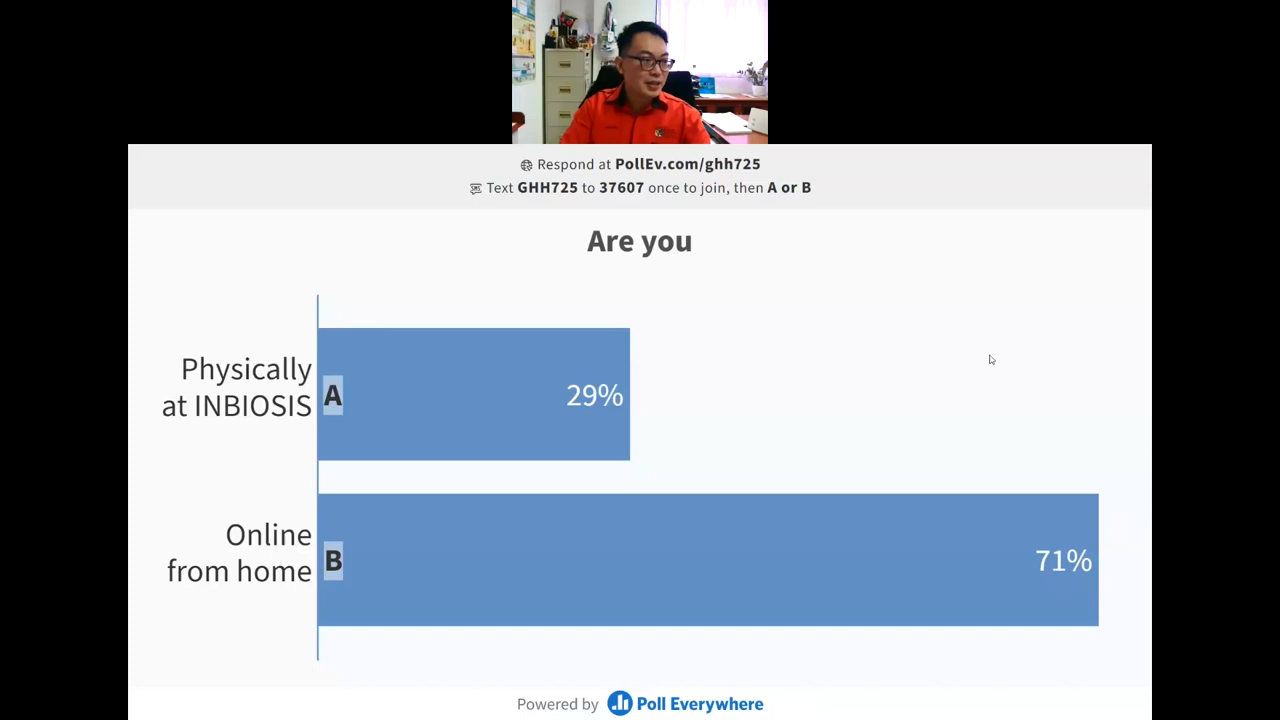 Respond at PollEv.com/ghh725
Text GHH725 to 37607 once to join, then A or B
Are you
Physically
at INBIOSIS
A
29%
Online
from home
B
71%
Powered by Poll Everywhere